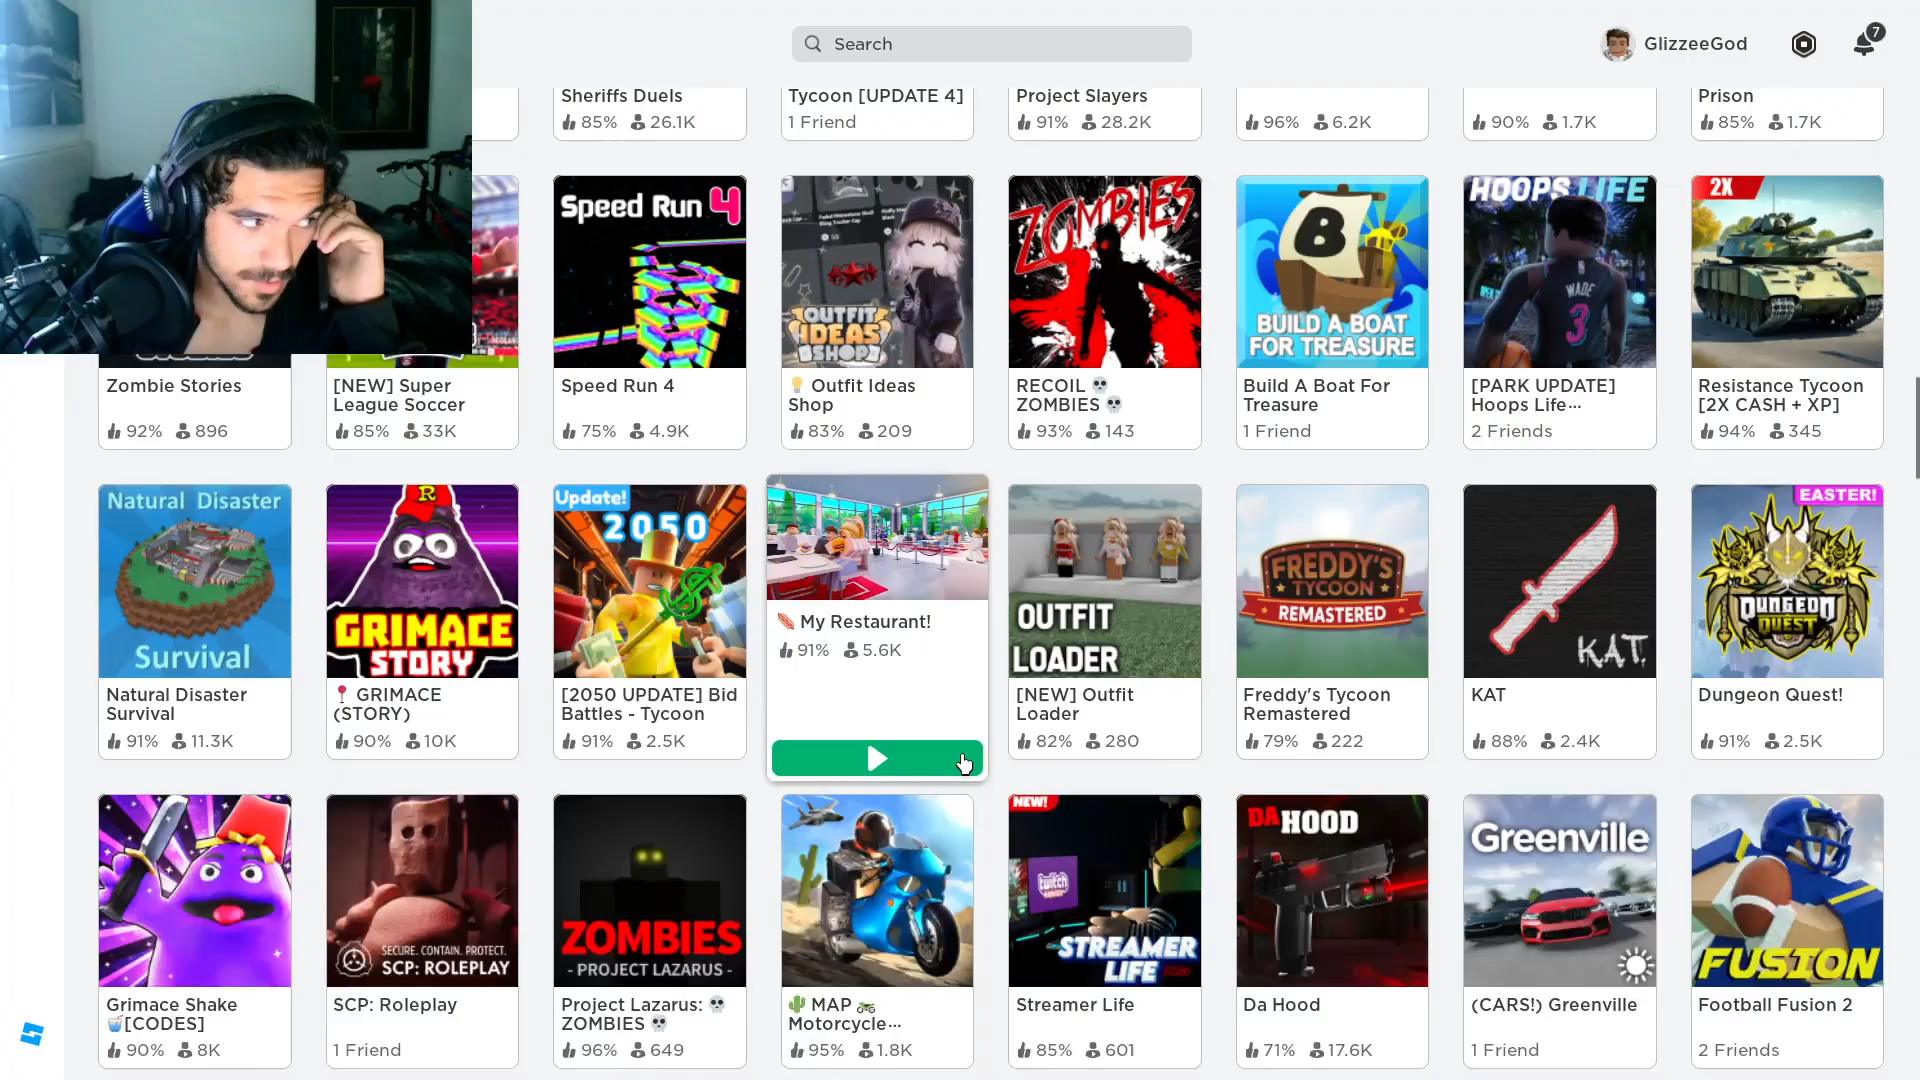 Search
GlizzeeGod
7
Sheriffs Duels
85% 26.1K
Tycoon [UPDATE 4]
1 Friend
Project Slayers
91% 28.2K
96% 6.2K
90% 1.7K
Prison
85% 1.7K
Zombie Stories
92% 896
[NEW] Super
League Soccer
85% 33K
Speed Run 4
Speed Run 4
75% 4.9K
OUTFIT
IDEAS
SHOP
Outfit Ideas
Shop
83% 209
ZOMBIES
RECOIL
ZOMBIES
93% 143
B
BUILD A BOAT
FOR TREASURE
Build A Boat For
Treasure
1 Friend
HOOPS LIFE
WADE
3
[PARK UPDATE]
Hoops Life...
2 Friends
2X
Resistance Tycoon
[2X CASH + XP]
94% 345
Natural Disaster
Survival
Natural Disaster
Survival
91% 11.3K
R
GRIMACE
STORY
GRIMACE
(STORY)
90% 10K
Update!
2050
[2050 UPDATE] Bid
Battles - Tycoon
91% 2.5K
My Restaurant!
91% 5.6K
OUTFIT
LOADER
[NEW] Outfit
Loader
82% 280
FREDDY'S
TYCOON
REMASTERED
Freddy's Tycoon
Remastered
79% 222
KAT.
KAT
88% 2.4K
EASTER!
DUNGEON
QUEST!
Dungeon Quest!
91% 2.5K
Grimace Shake
[CODES]
90% 8K
SECURE. CONTAIN. PROTECT.
SCP: ROLEPLAY
SCP: Roleplay
1 Friend
ZOMBIES
- PROJECT LAZARUS -
Project Lazarus:
ZOMBIES
96% 649
MAP
Motorcycle...
95% 1.8K
NEW!
twitch
STREAMER
LIFE
Streamer Life
85% 601
DA HOOD
Da Hood
71% 17.6K
Greenville
(CARS!) Greenville
1 Friend
FUSION
Football Fusion 2
2 Friends